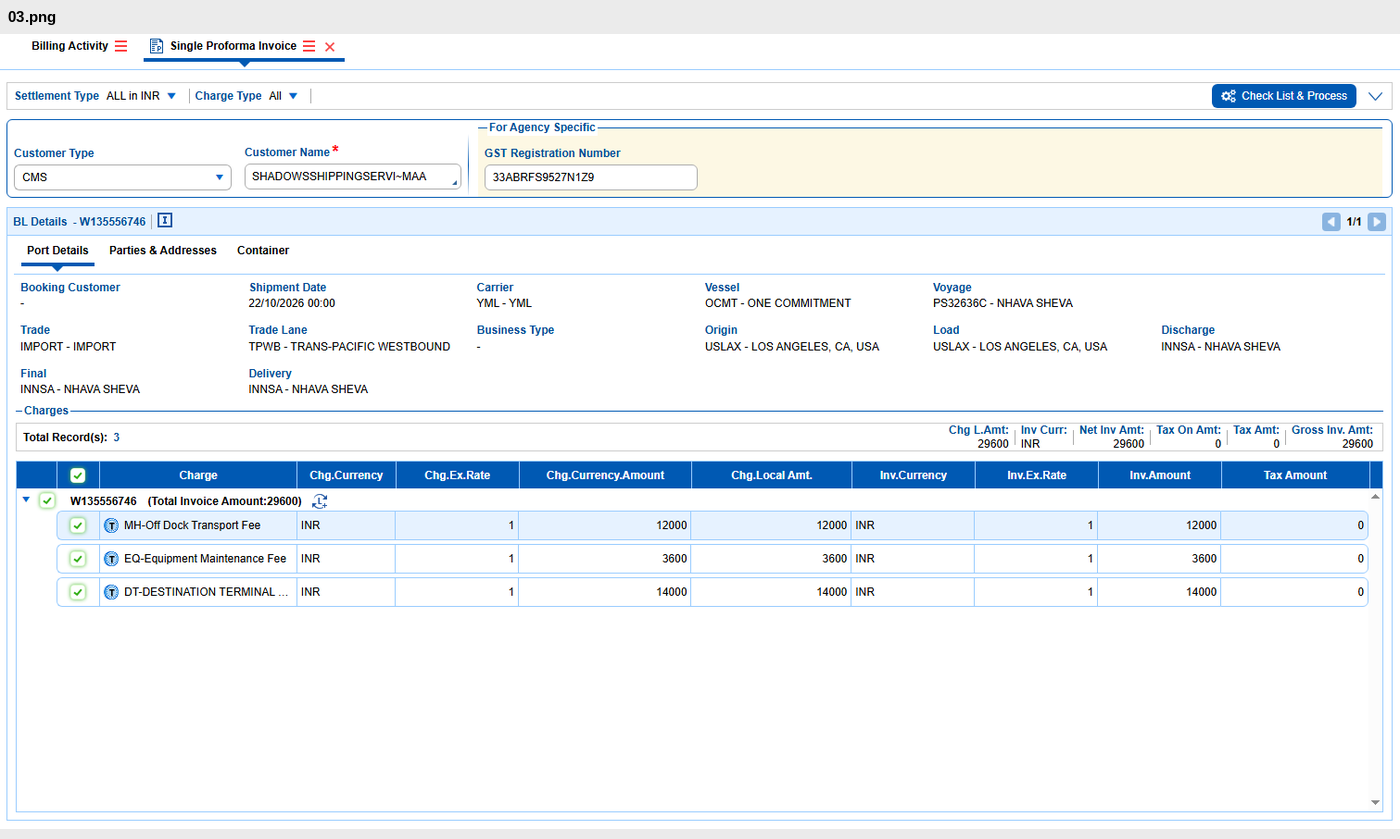 03.png
Billing Activity Single Proforma Invoice
Settlement Type ALL in INR Charge Type All Check List & Process
For Agency Specific
Customer Type Customer Name * GST Registration Number
CMS SHADOWSSHIPPINGSERVI~MAA 33ABRFS9527N1Z9
BL Details - W135556746 1/1
Port Details Parties & Addresses Container
Booking Customer Shipment Date Carrier Vessel Voyage
- 22/10/2026 00:00 YML - YML OCMT - ONE COMMITMENT PS32636C - NHAVA SHEVA
Trade Trade Lane Business Type Origin Load Discharge
IMPORT - IMPORT TPWB - TRANS-PACIFIC WESTBOUND - USLAX - LOS ANGELES, CA, USA USLAX - LOS ANGELES, CA, USA INNSA - NHAVA SHEVA
Final Delivery
INNSA - NHAVA SHEVA INNSA - NHAVA SHEVA
Charges
Total Record(s): 3
Chg L.Amt: Inv Curr: Net Inv Amt: Tax On Amt: Tax Amt: Gross Inv. Amt:
29600 INR 29600 0 0 29600
Charge Chg.Currency Chg.Ex.Rate Chg.Currency.Amount Chg.Local Amt. Inv.Currency Inv.Ex.Rate Inv.Amount Tax Amount
W135556746 (Total Invoice Amount:29600)
T MH-Off Dock Transport Fee INR 1 12000 12000 INR 1 12000 0
T EQ-Equipment Maintenance Fee INR 1 3600 3600 INR 1 3600 0
T DT-DESTINATION TERMINAL ... INR 1 14000 14000 INR 1 14000 0